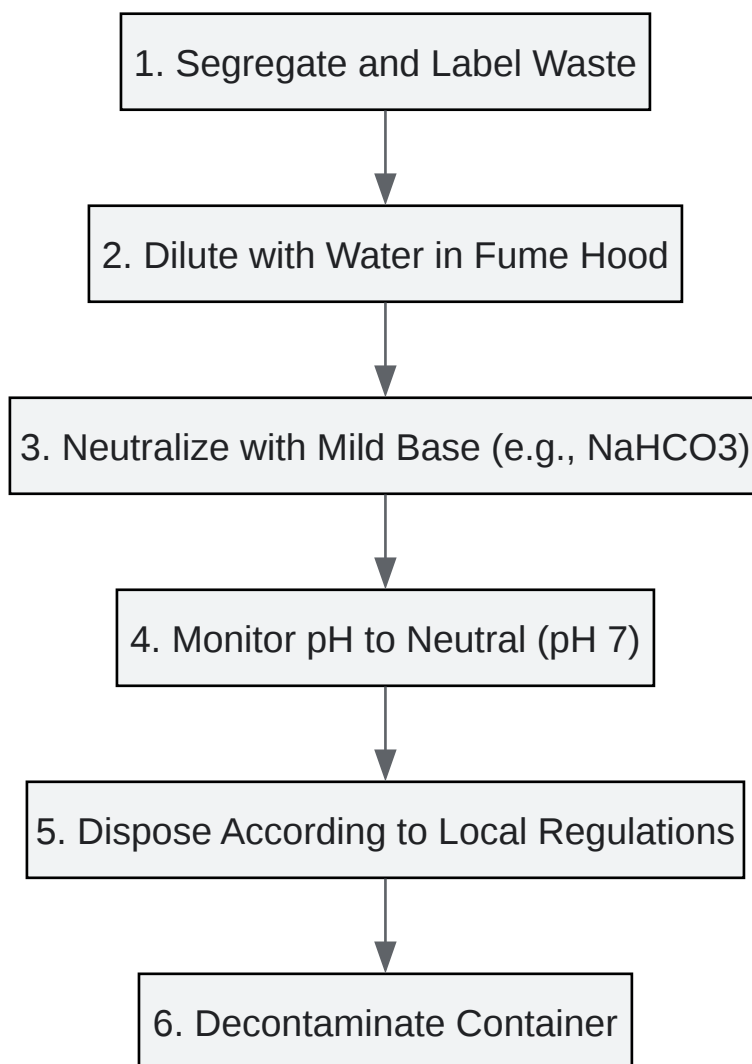 1. Segregate and Label Waste
2. Dilute with Water in Fume Hood
3. Neutralize with Mild Base (e.g., NaHCO3)
4. Monitor pH to Neutral (pH 7)
5. Dispose According to Local Regulations
6. Decontaminate Container